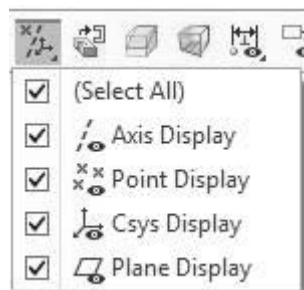 (Select All)
Axis Display
Point Display
Csys Display
Plane Display